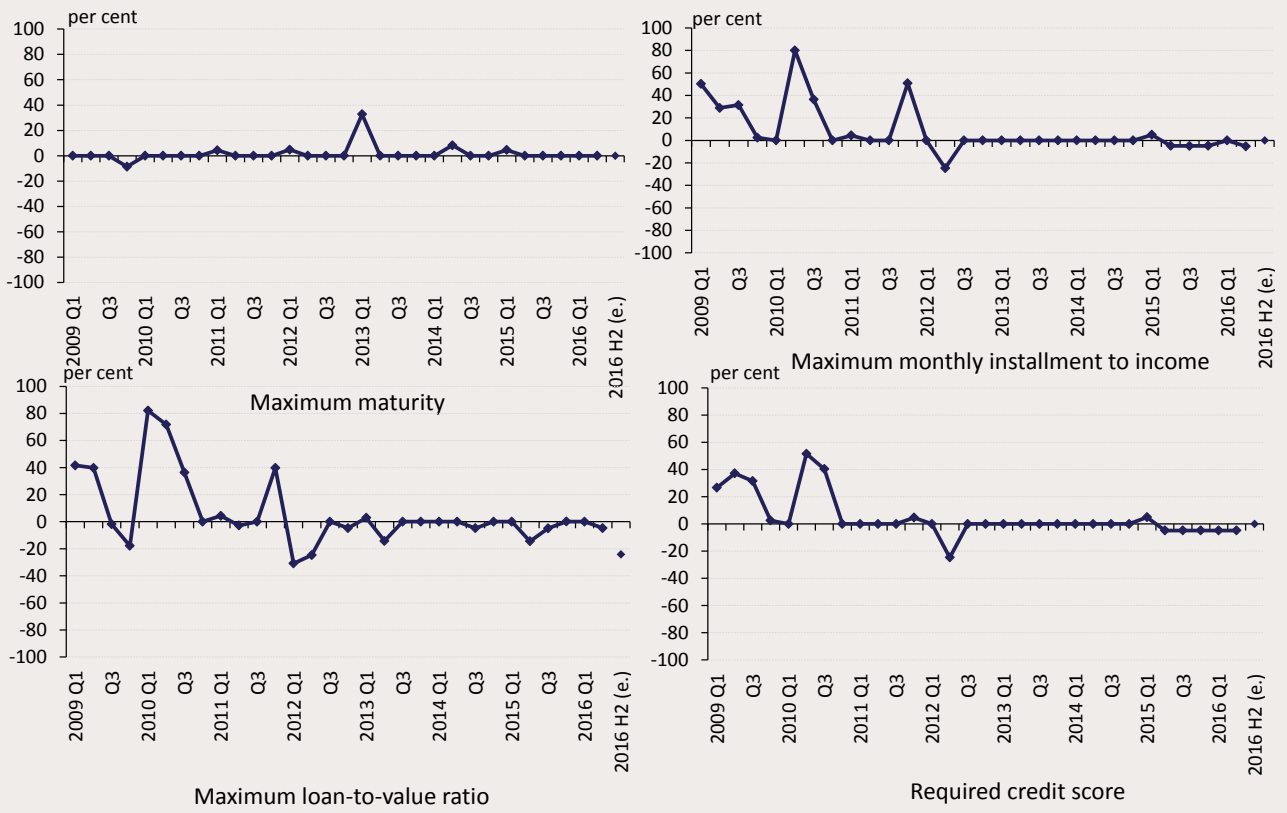 per cent
100
80
60
40
20
0
-20
-40
-60
-80
-100
2009 Q1
Q3
2010 Q1
Q3
2011 Q1
Q3
2012 Q1
Q3
2013 Q1
Q3
2014 Q1
Q3
2015 Q1
Q3
2016 Q1
2016 H2 (e.)
Maximum maturity
per cent
100
80
60
40
20
0
-20
-40
-60
-80
-100
2009 Q1
Q3
2010 Q1
Q3
2011 Q1
Q3
2012 Q1
Q3
2013 Q1
Q3
2014 Q1
Q3
2015 Q1
Q3
2016 Q1
2016 H2 (e.)
Maximum monthly installment to income
per cent
100
80
60
40
20
0
-20
-40
-60
-80
-100
2009 Q1
Q3
2010 Q1
Q3
2011 Q1
Q3
2012 Q1
Q3
2013 Q1
Q3
2014 Q1
Q3
2015 Q1
Q3
2016 Q1
2016 H2 (e.)
Maximum loan-to-value ratio
per cent
100
80
60
40
20
0
-20
-40
-60
-80
-100
2009 Q1
Q3
2010 Q1
Q3
2011 Q1
Q3
2012 Q1
Q3
2013 Q1
Q3
2014 Q1
Q3
2015 Q1
Q3
2016 Q1
2016 H2 (e.)
Required credit score